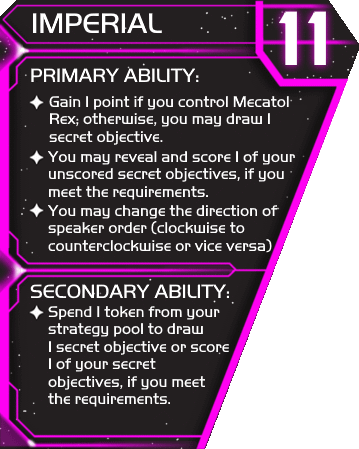 IMPERIAL
11
PRIMARY ABILITY:
Gain 1 point if you control Mecatol
Rex; otherwise, you may draw 1
secret objective.
You may reveal and score 1 of your
unscored secret objectives, if you
meet the requirements.
You may change the direction of
speaker order (clockwise to
counterclockwise or vice versa)
SECONDARY ABILITY:
Spend 1 token from your
strategy pool to draw
1 secret objective or score
1 of your secret
objectives, if you meet
the requirements.